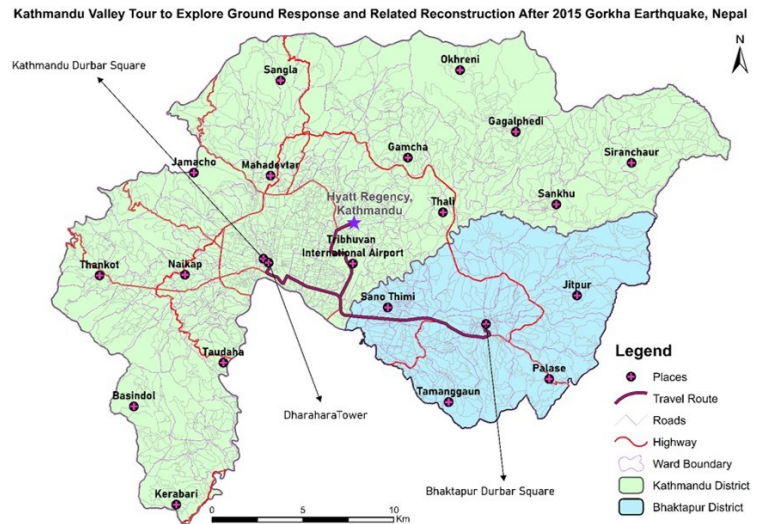 Kathmandu Valley Tour to Explore Ground Response and Related Reconstruction After 2015 Gorkha Earthquake, Nepal
N
Kathmandu Durbar Square
Sangla
Okhreni
Gagalphedi
Gamcha
Siranchaur
Jamacho
Mahadevtar
Sankhu
Hyatt Regency,
Kathmandu
Thali
Tribhuvan
International Airport
Thankot
Naikap
Sano Thimi
Jitpur
Taudaha
Palase
Basindol
Tamanggaun
DharaharaTower
Bhaktapur Durbar Square
Kerabari
0 5 10
Km
Legend
Places
Travel Route
Roads
Highway
Ward Boundary
Kathmandu District
Bhaktapur District